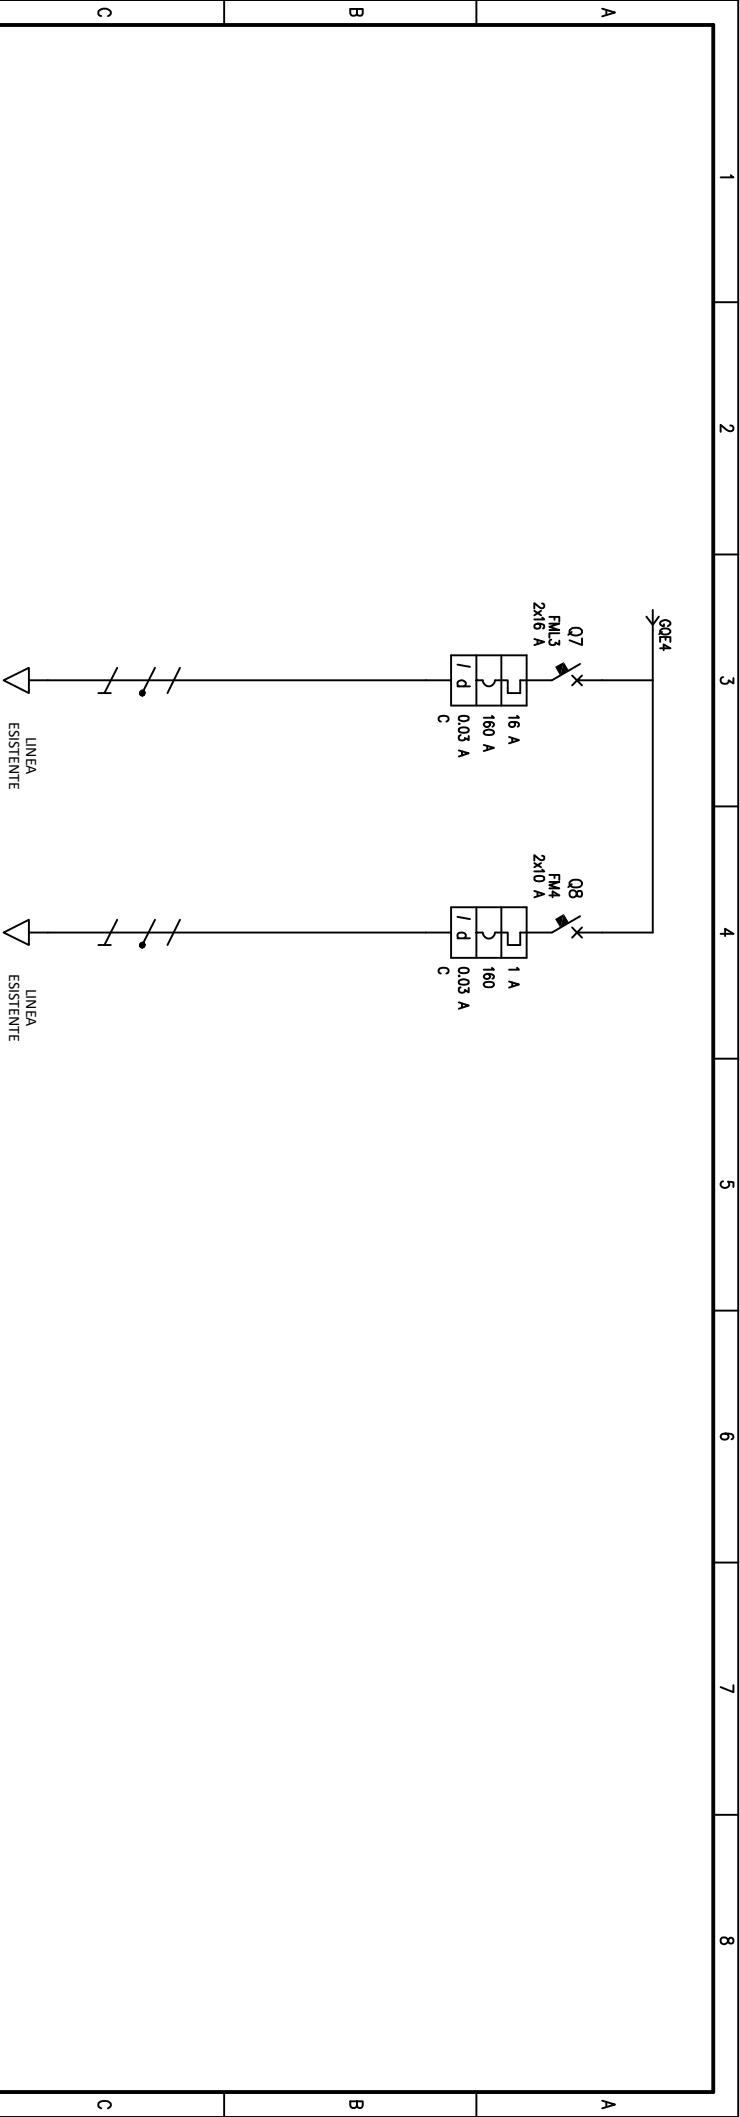 1
2
3
4
5
6
7
8
A
A
B
B
C
C
GQE4
Q7
FML3
2x16 A
16 A
160 A
I d
0.03 A
C
LINEA
ESISTENTE
Q8
FM4
2x10 A
1 A
160
I d
0.03 A
C
LINEA
ESISTENTE